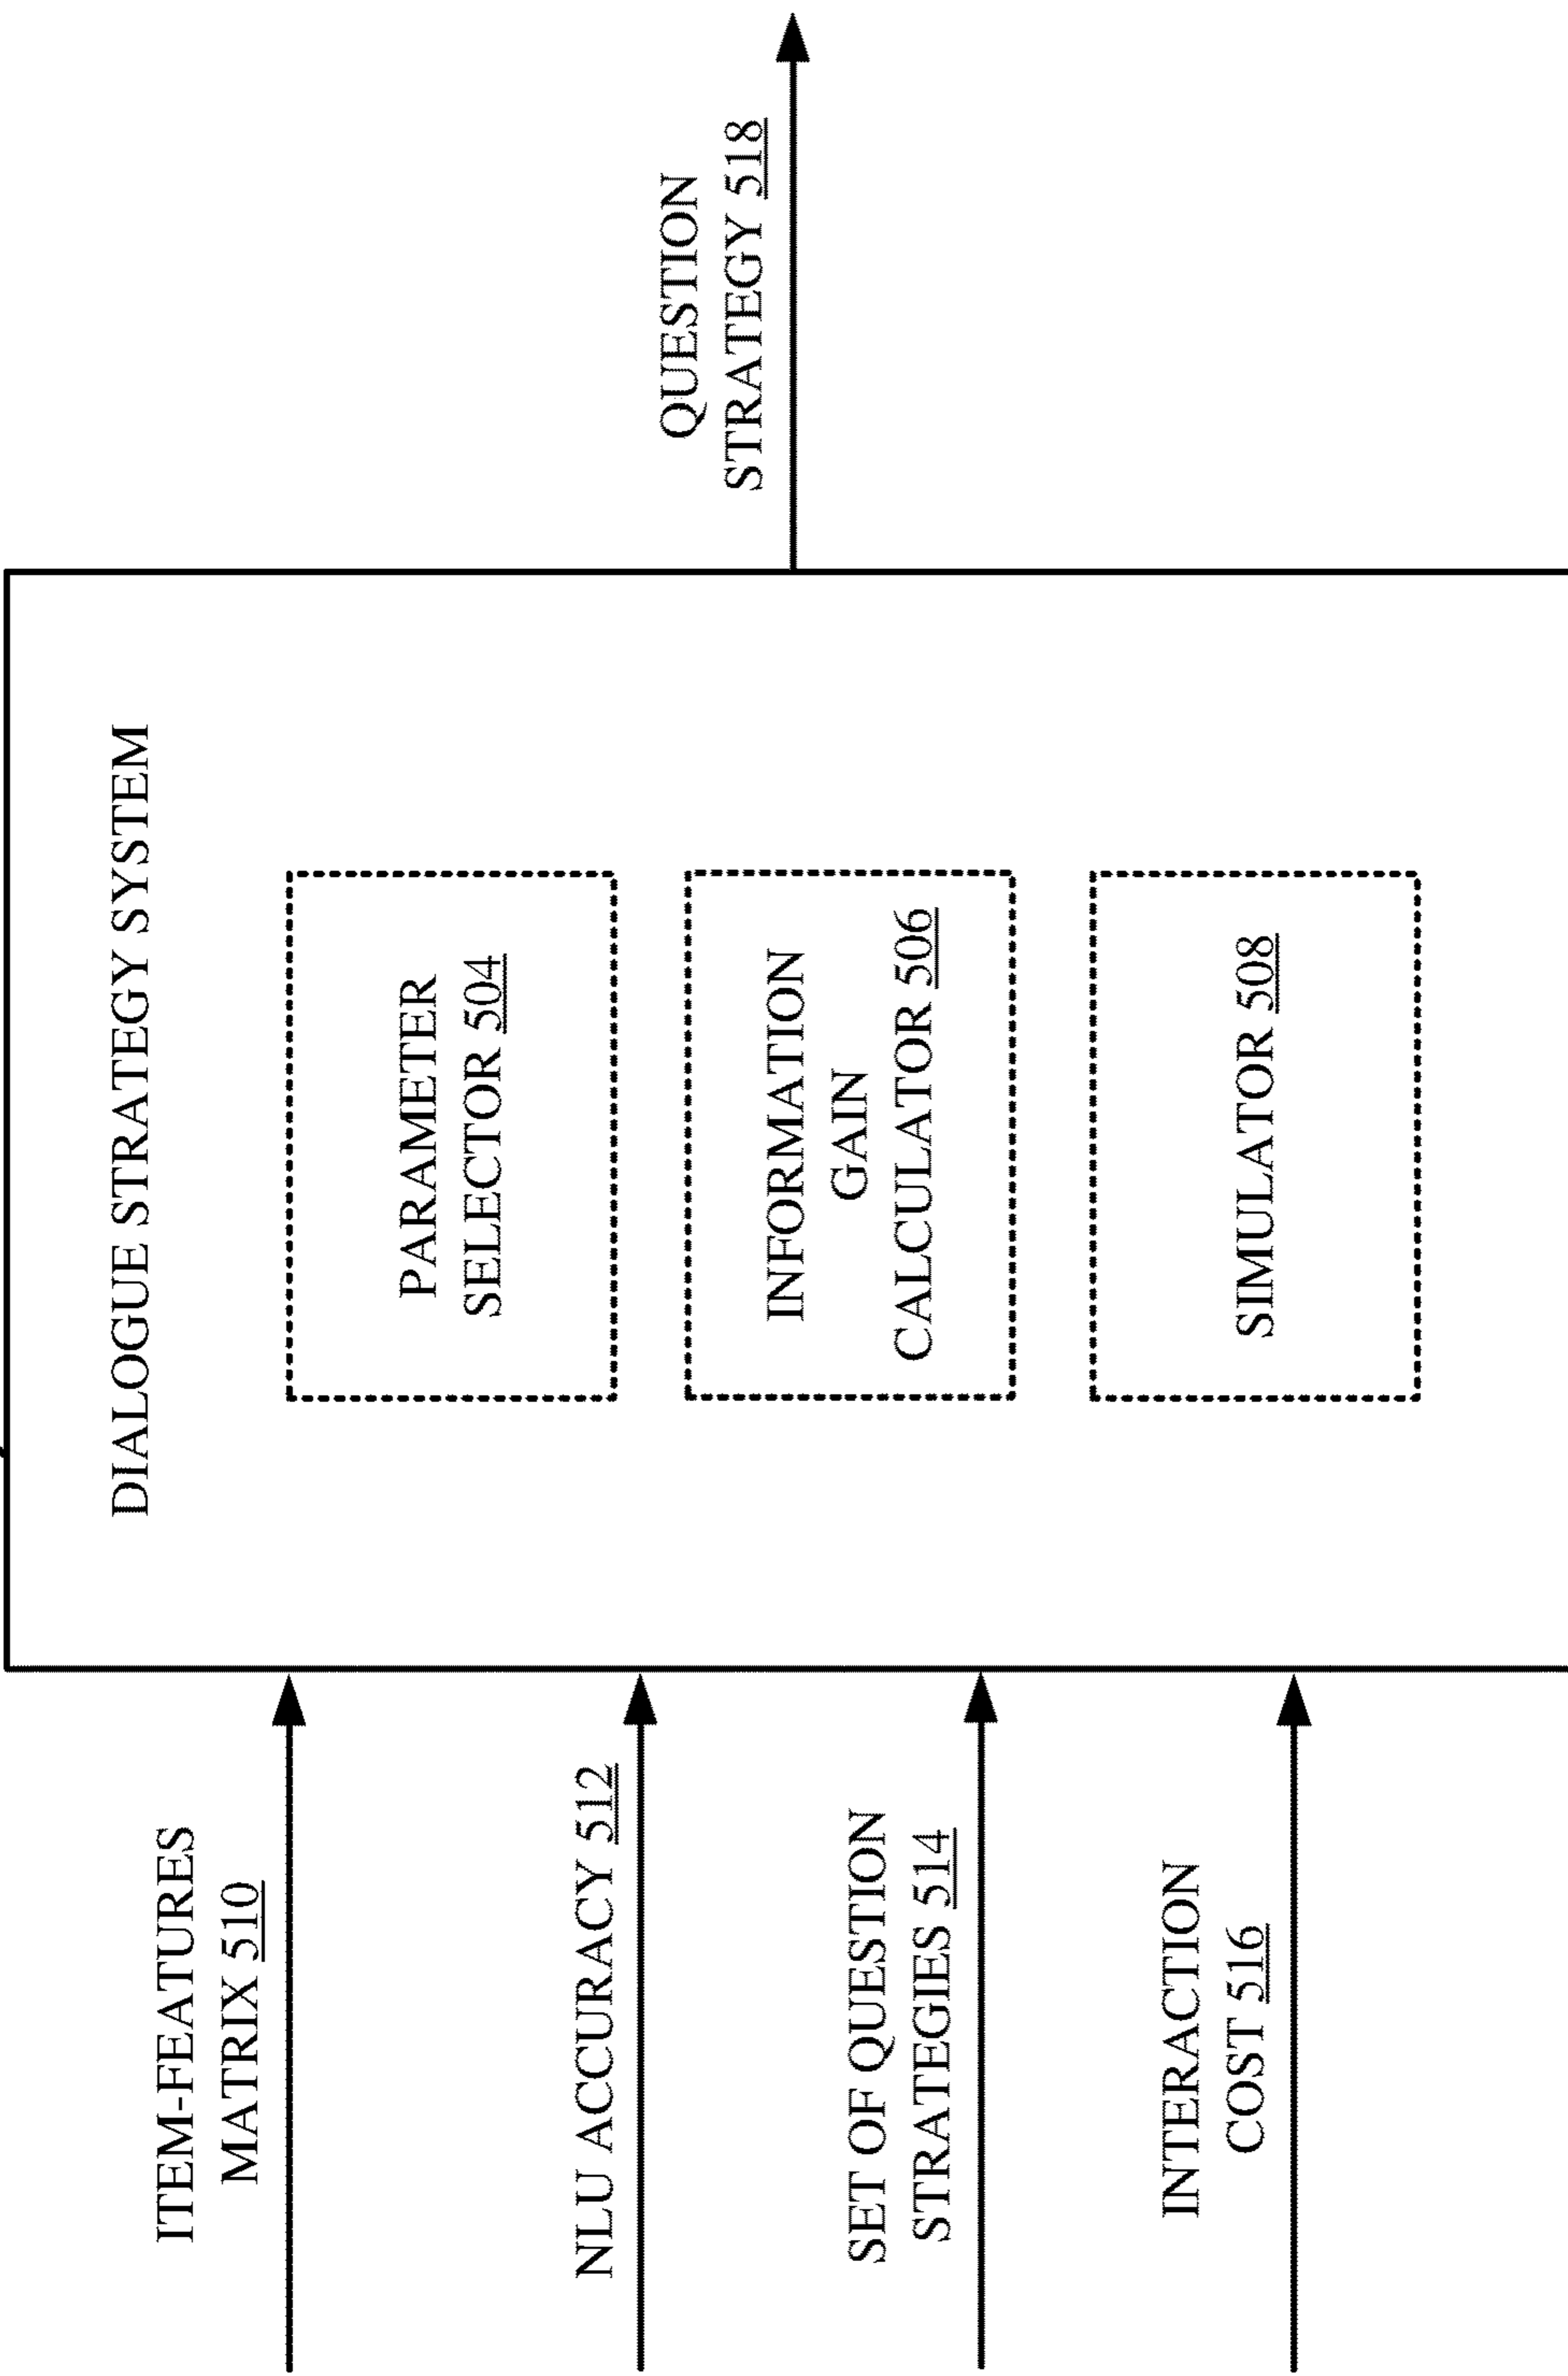 DIALOGUE STRATEGY SYSTEM
ITEM-FEATURES
MATRIX 510
NLU ACCURACY 512
SET OF QUESTION
STRATEGIES 514
INTERACTION
COST 516
PARAMETER
SELECTOR 504
INFORMATION
GAIN
CALCULATOR 506
SIMULATOR 508
QUESTION
STRATEGY 518